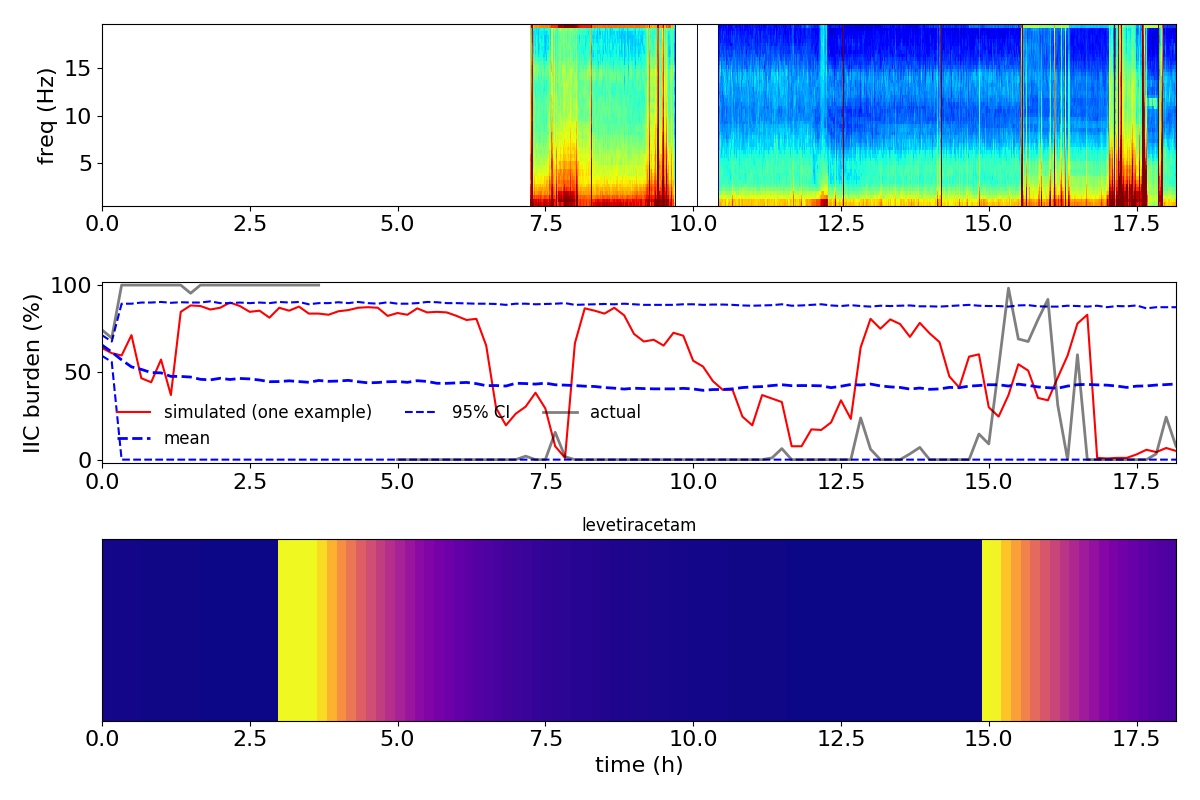 freq (Hz)
15
10
5
0.0 2.5 5.0 7.5 10.0 12.5 15.0 17.5
IIC burden (%)
100
50
0
simulated (one example) 95% CI actual
mean
0.0 2.5 5.0 7.5 10.0 12.5 15.0 17.5
levetiracetam
0.0 2.5 5.0 7.5 10.0 12.5 15.0 17.5
time (h)